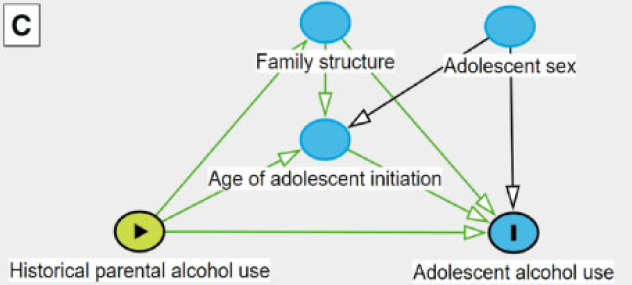 C
Family structure
Adolescent sex
Age of adolescent initiation
Historical parental alcohol use
Adolescent alcohol use